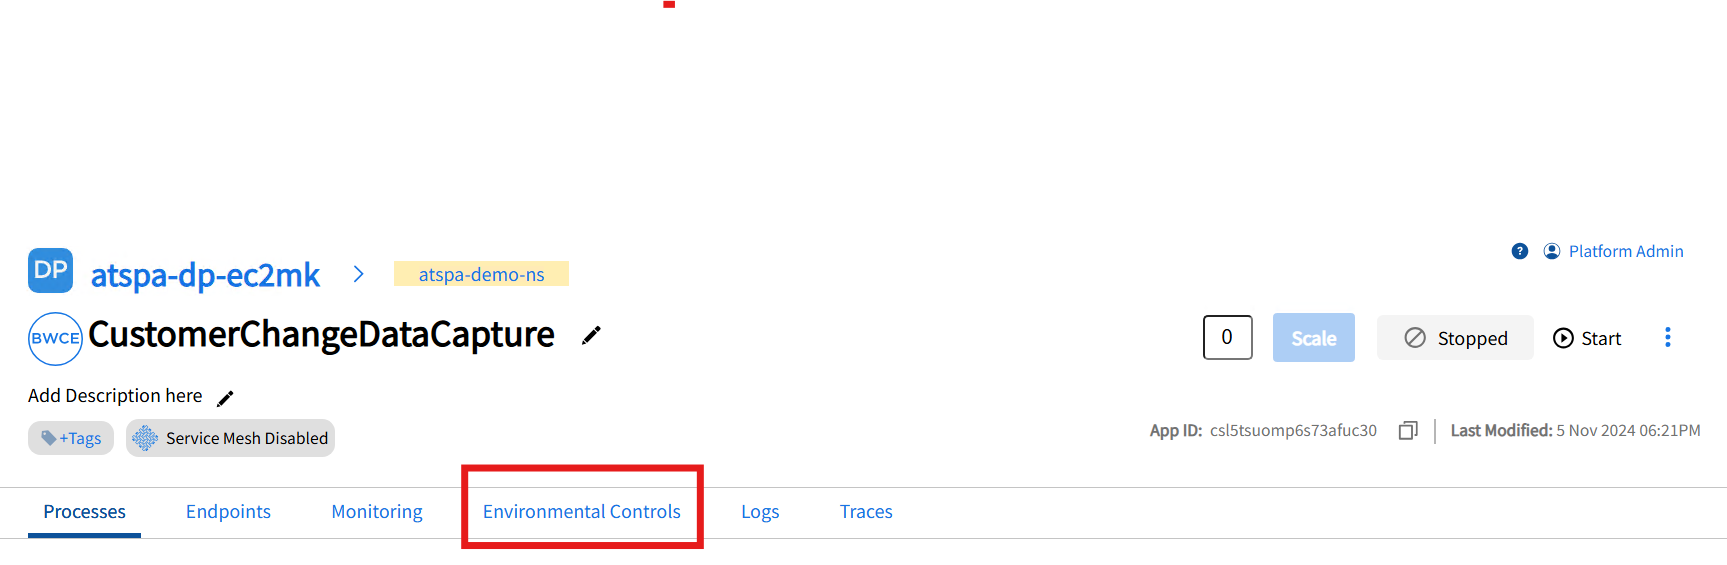 Platform Admin
DP atspa-dp-ec2mk > atspa-demo-ns
BWCE CustomerChangeDataCapture
0 Scale Stopped Start
Add Description here
+Tags Service Mesh Disabled
App ID: csl5tsuomp6s73afuc30 Last Modified: 5 Nov 2024 06:21PM
Processes Endpoints Monitoring Environmental Controls Logs Traces